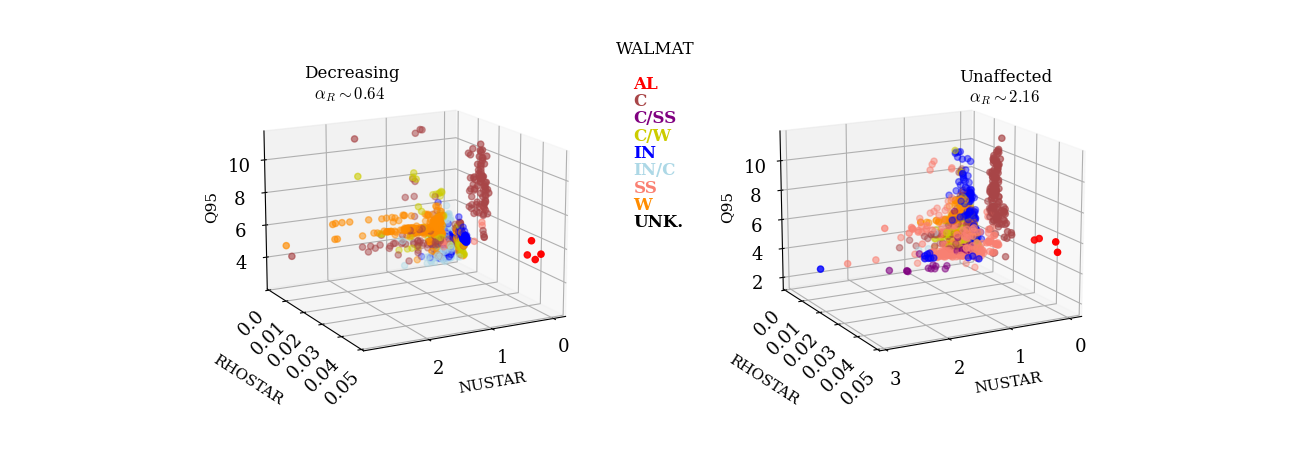 WALMAT
Decreasing
α_R ~ 0.64
AL
C
C/SS
C/W
IN
IN/C
SS
W
UNK.
Unaffected
α_R ~ 2.16
Q95
10
8
6
4
0.0
0.01
0.02
0.03
0.04
0.05
RHOSTAR
2
1
0
NUSTAR
Q95
10
8
6
4
2
0.0
0.01
0.02
0.03
0.04
0.05
RHOSTAR
3
2
1
0
NUSTAR